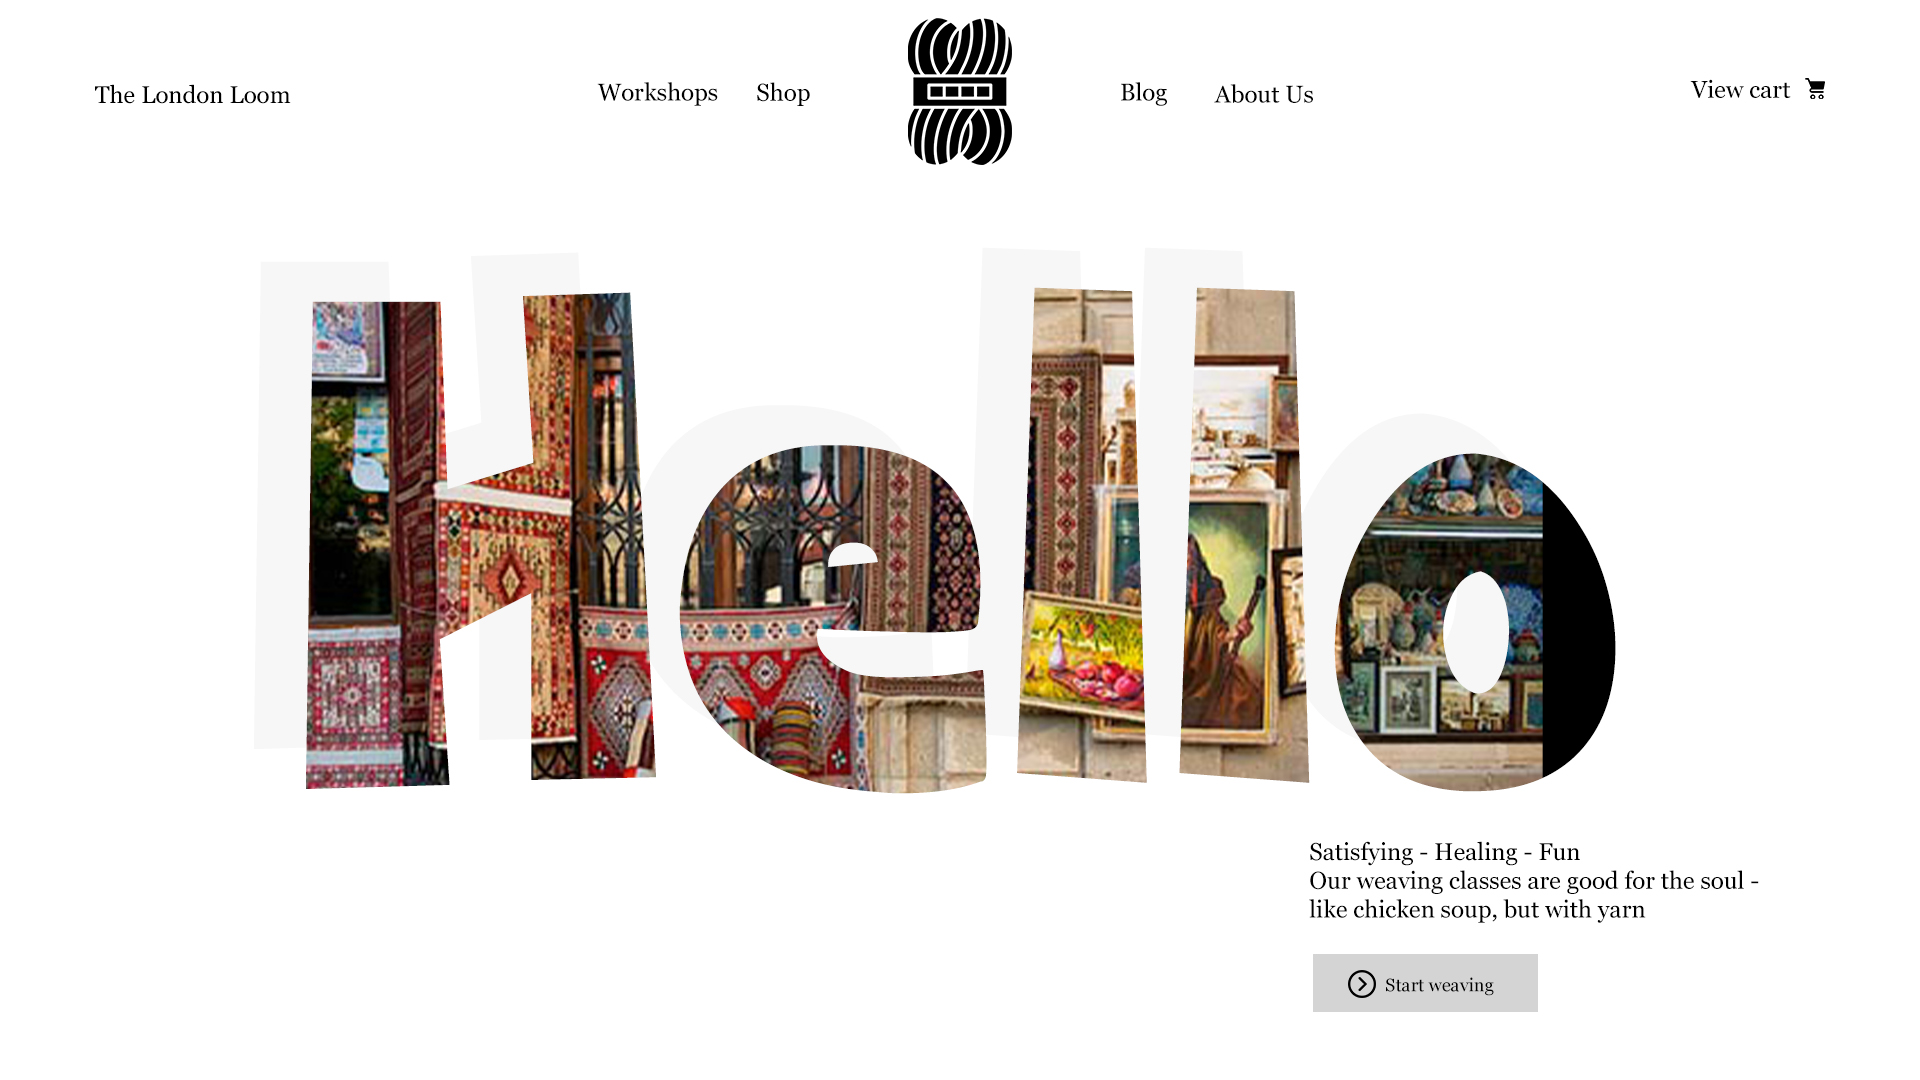 The London Loom
Workshops
Shop
Blog
About Us
View cart
Hello
Satisfying - Healing - Fun
Our weaving classes are good for the soul -
like chicken soup, but with yarn
Start weaving